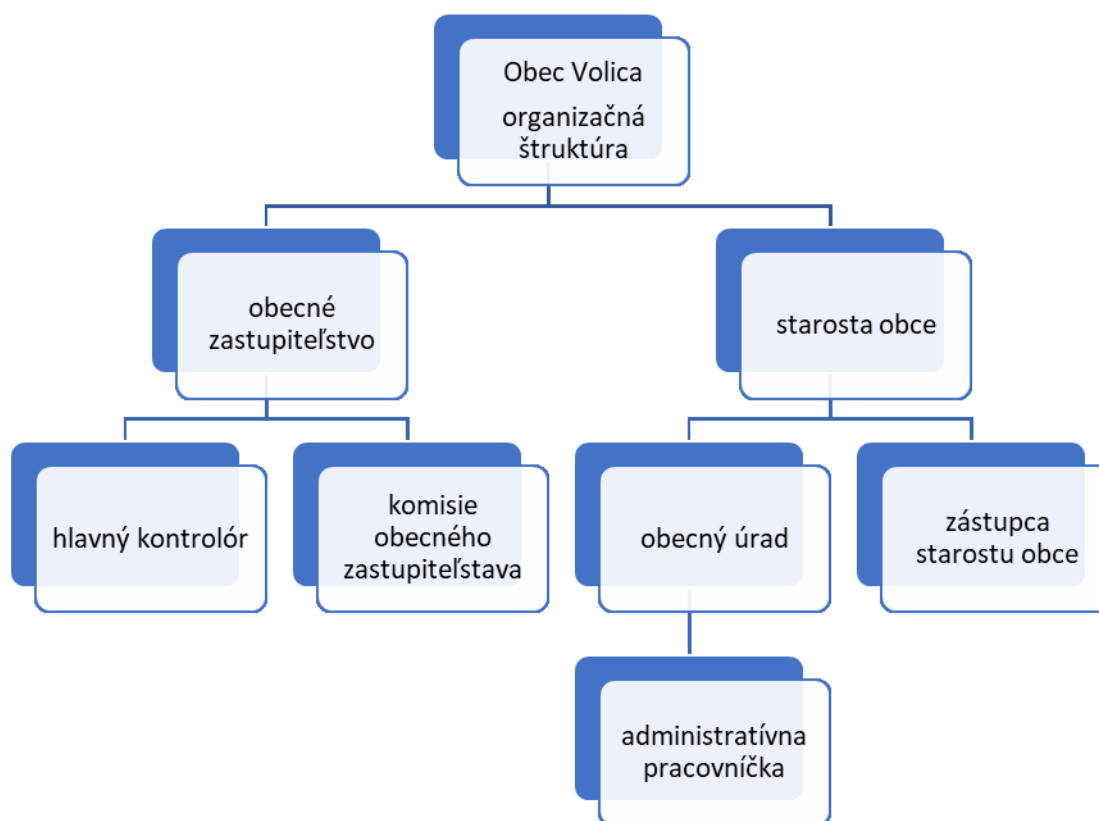 Obec Volica
organizačná
štruktúra
obecné
zastupiteľstvo
starosta obce
hlavný kontrolór
komisie
obecného
zastupiteľstava
obecný úrad
zástupca
starostu obce
administratívna
pracovníčka